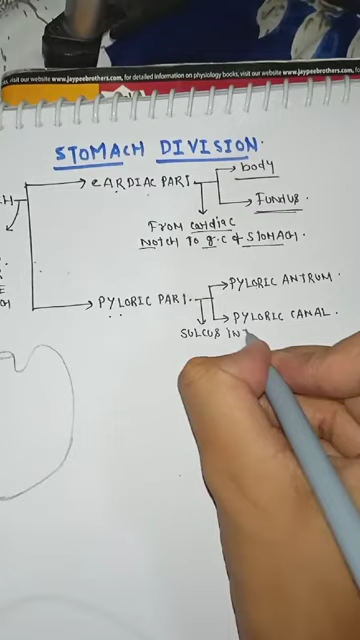 visit our website www.jaypeebrothers.com, for detailed information on physiology books, visit our website www.jaypeebrothers.com
STOMACH DIVISION.
CARDIAC PART.
body
FUNDUS.
FROM cardiac
Notch TO g.c of STOMACH.
PYLORIC PART.
PYLORIC ANTRUM.
PYLORIC CANAL.
SULCUS IN